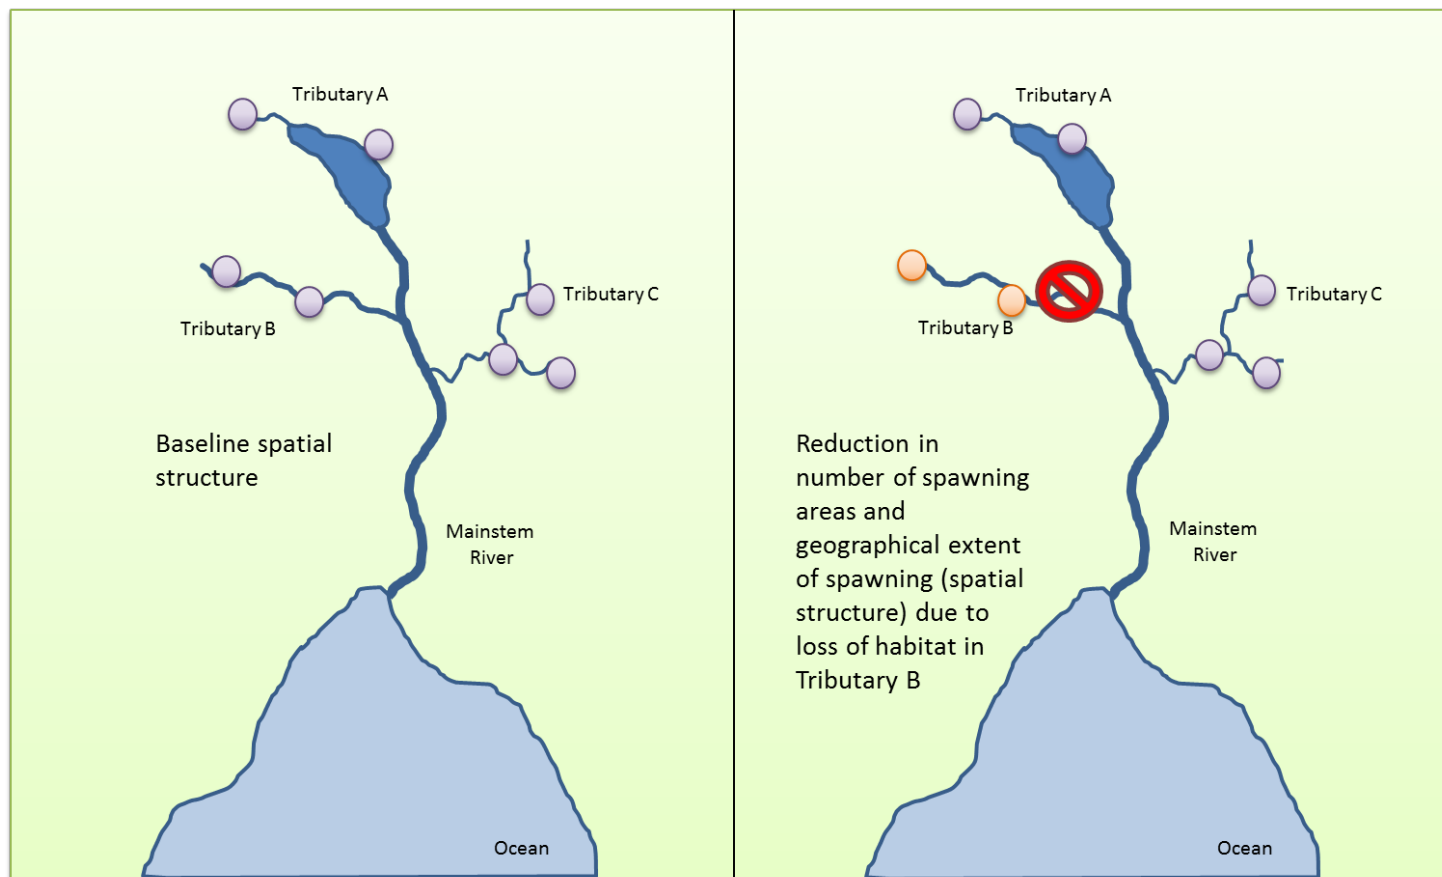 Tributary A
Tributary B
Tributary C
Baseline spatial
structure
Mainstem
River
Ocean
Tributary A
Tributary B
Tributary C
Reduction in
number of spawning
areas and
geographical extent
of spawning (spatial
structure) due to
loss of habitat in
Tributary B
Mainstem
River
Ocean